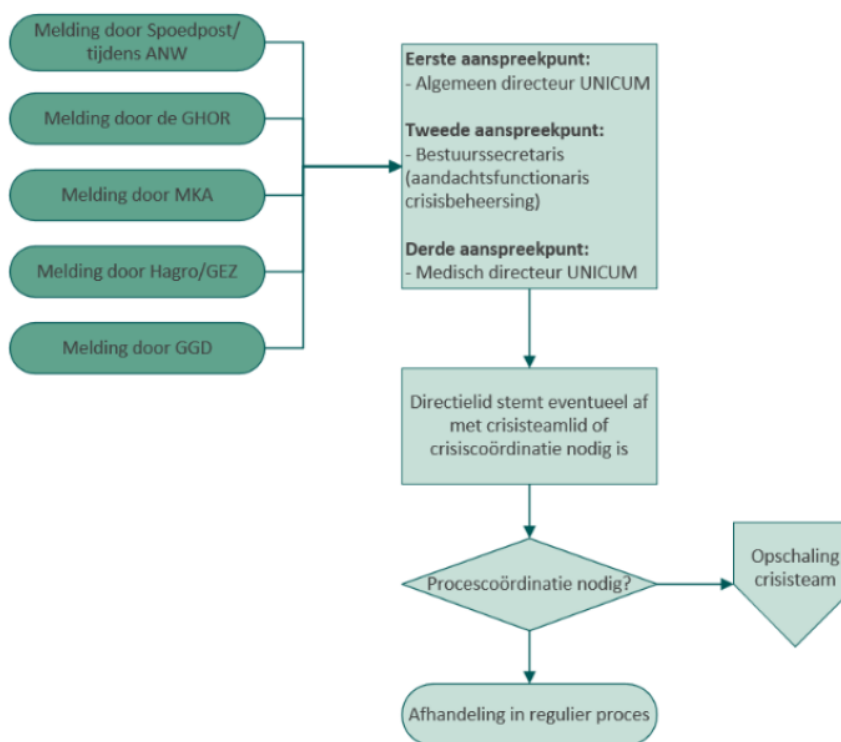 Melding door Spoedpost/
tijdens ANW
Melding door de GHOR
Melding door MKA
Melding door Hagro/GEZ
Melding door GGD
Eerste aanspreekpunt:
- Algemeen directeur UNICUM
Tweede aanspreekpunt:
- Bestuurssecretaris
(aandachtsfunctionaris
crisisbeheersing)
Derde aanspreekpunt:
- Medisch directeur UNICUM
Directielid stemt eventueel af
met crisisteamlid of
crisiscoördinatie nodig is
Procescoördinatie nodig?
Opschaling
crisisteam
Afhandeling in regulier proces